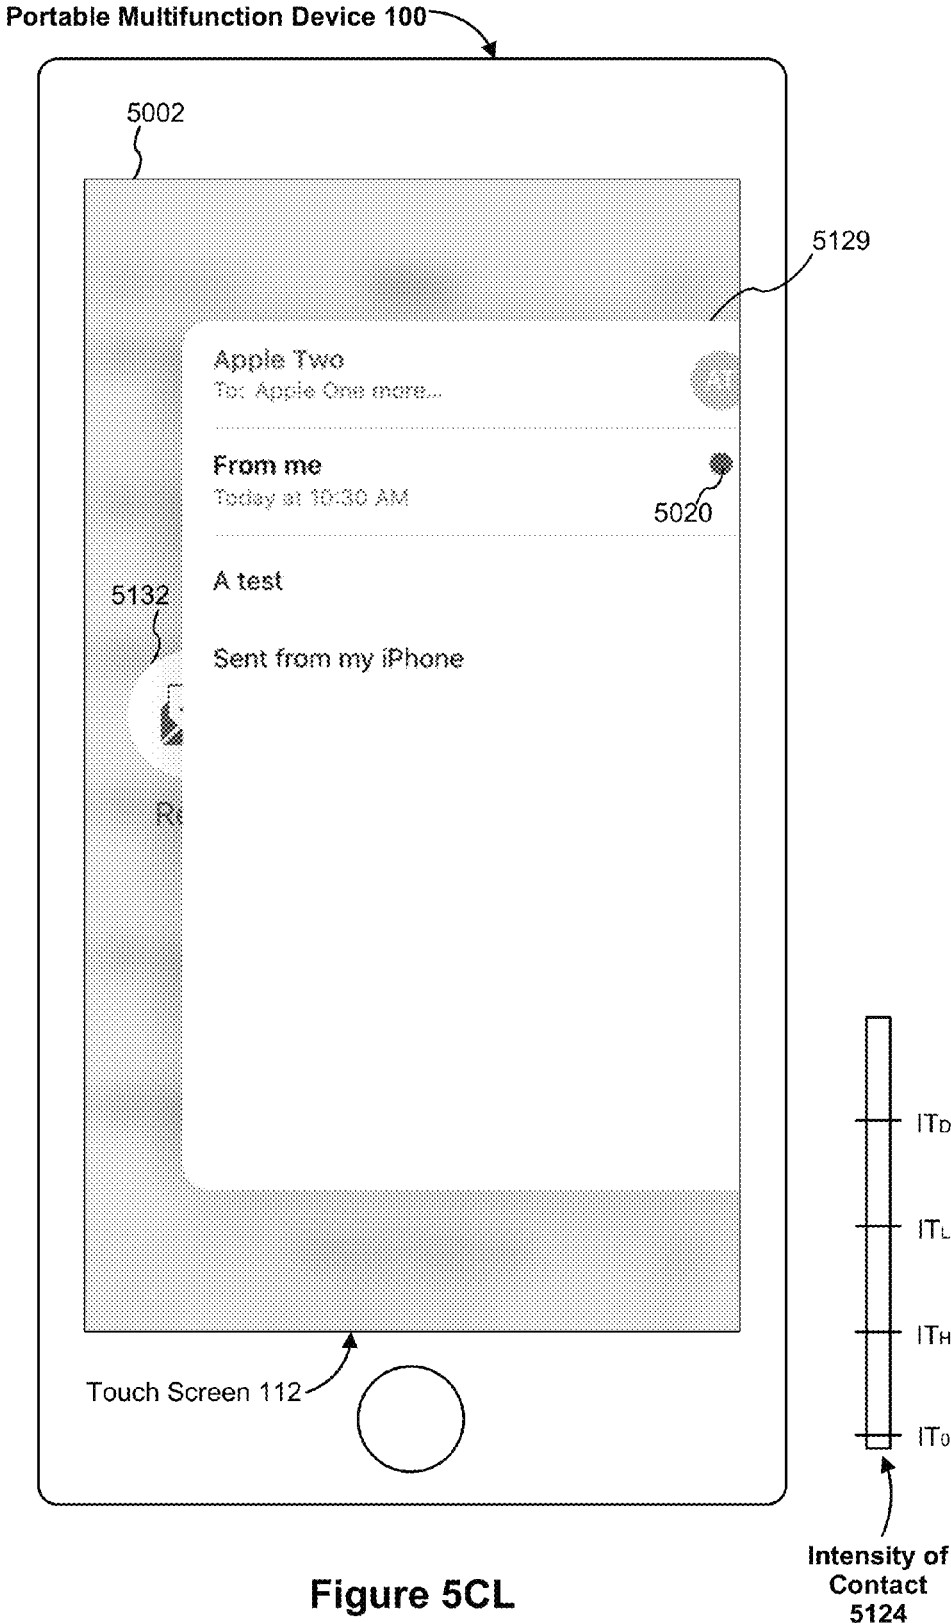 Portable Multifunction Device 100
5002
5129
Apple Two
To: Apple One more...
From me
Today at 10:30 AM
5020
A test
5132
Sent from my iPhone
ITD
ITL
ITH
IT0
Touch Screen 112
Intensity of
Contact
5124
Figure 5CL